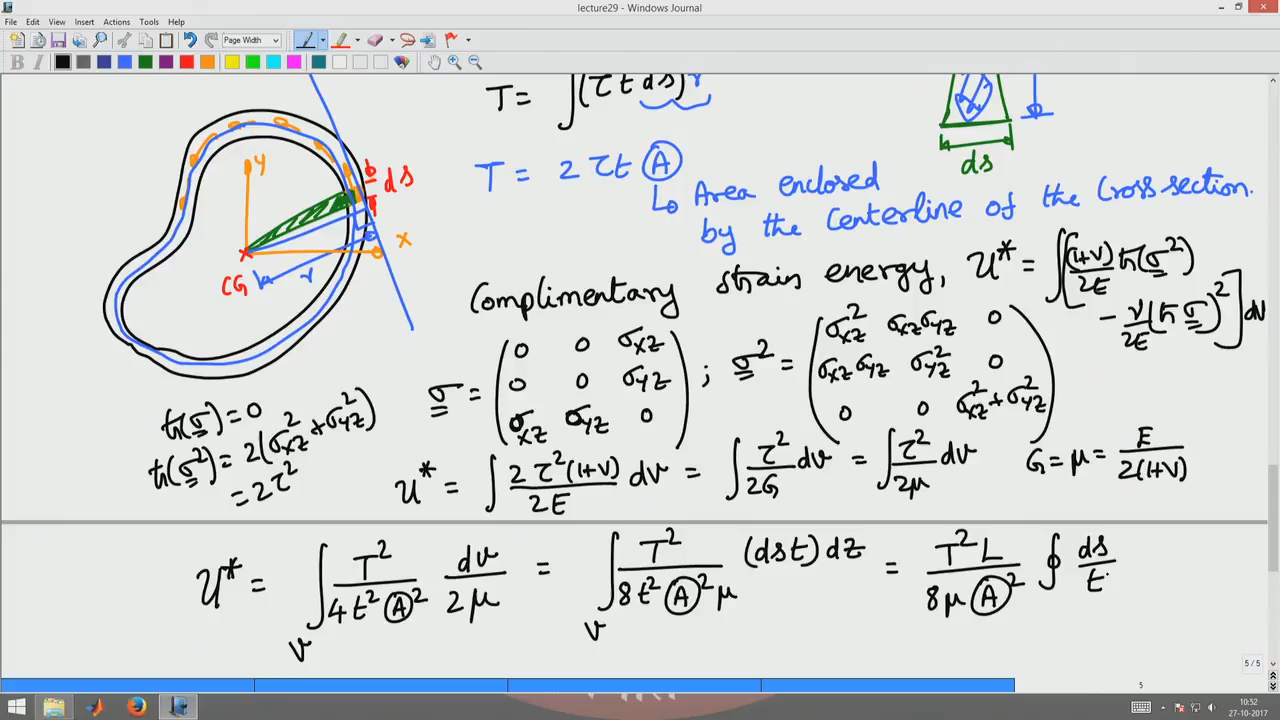 lecture29 - Windows Journal
File Edit View Insert Actions Tools Help
Page Width
B I
T = ∫(τ t ds) r
ds
T = 2 τt Ⓐ
Area enclosed
by the Centerline of the Cross section.
y
ds
x
CG
r
Complimentary strain energy, U* = ∫[(1+ν)/2E tr(σ²)
- ν/2E (tr σ)²] dv
σ = (0 0 σxz; 0 0 σyz; σxz σyz 0) ; σ² = (σxz² σxzσyz 0; σxzσyz σyz² 0; 0 0 σxz²+σyz²)
tr(σ)=0
tr(σ²)= 2(σxz²+σyz²)
= 2τ²
U* = ∫ 2τ²(1+ν)/2E dv = ∫ τ²/2G dv = ∫ τ²/2μ dv G = μ = E/2(1+ν)
U* = ∫v T²/4t²Ⓐ² dv/2μ = ∫v T²/8t²Ⓐ²μ (dst) dz = T²L/8μⒶ² ∮ ds/t
5/5
5
10:52
27-10-2017